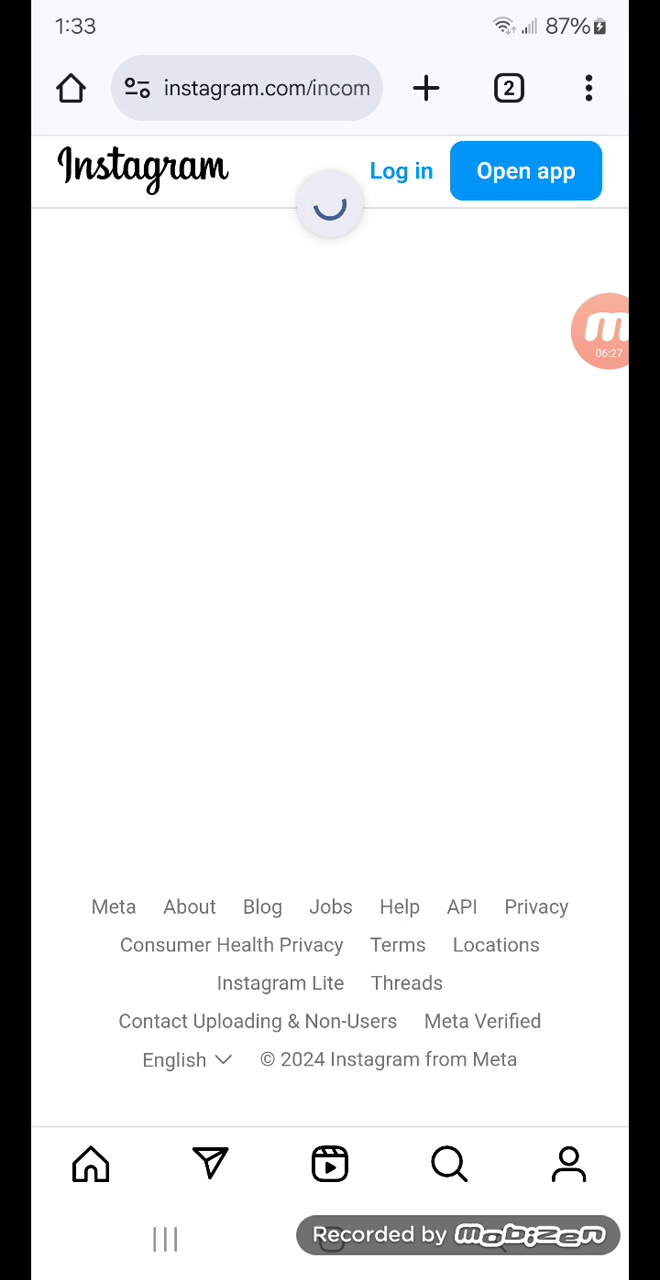 1:33 87%
instagram.com/incom 2
Instagram Log in Open app
06:27
Meta About Blog Jobs Help API Privacy
Consumer Health Privacy Terms Locations
Instagram Lite Threads
Contact Uploading & Non-Users Meta Verified
English © 2024 Instagram from Meta
Recorded by mobizen